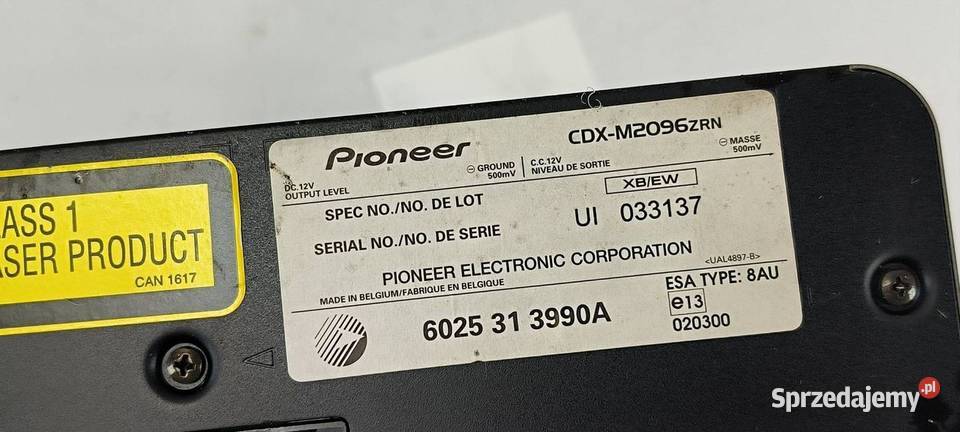 ASS 1
ASER PRODUCT
CAN 1617
Pioneer
CDX-M2096ZRN
DC.12V
OUTPUT LEVEL
⊖ GROUND
500mV
C.C.12V
NIVEAU DE SORTIE
⊖ MASSE
500mV
SPEC NO./NO. DE LOT
XB/EW
SERIAL NO./NO. DE SERIE
UI 033137
PIONEER ELECTRONIC CORPORATION
<UAL4897-B>
MADE IN BELGIUM/FABRIQUE EN BELGIQUE
ESA TYPE: 8AU
6025 31 3990A
e13
020300
Sprzedajemy.pl